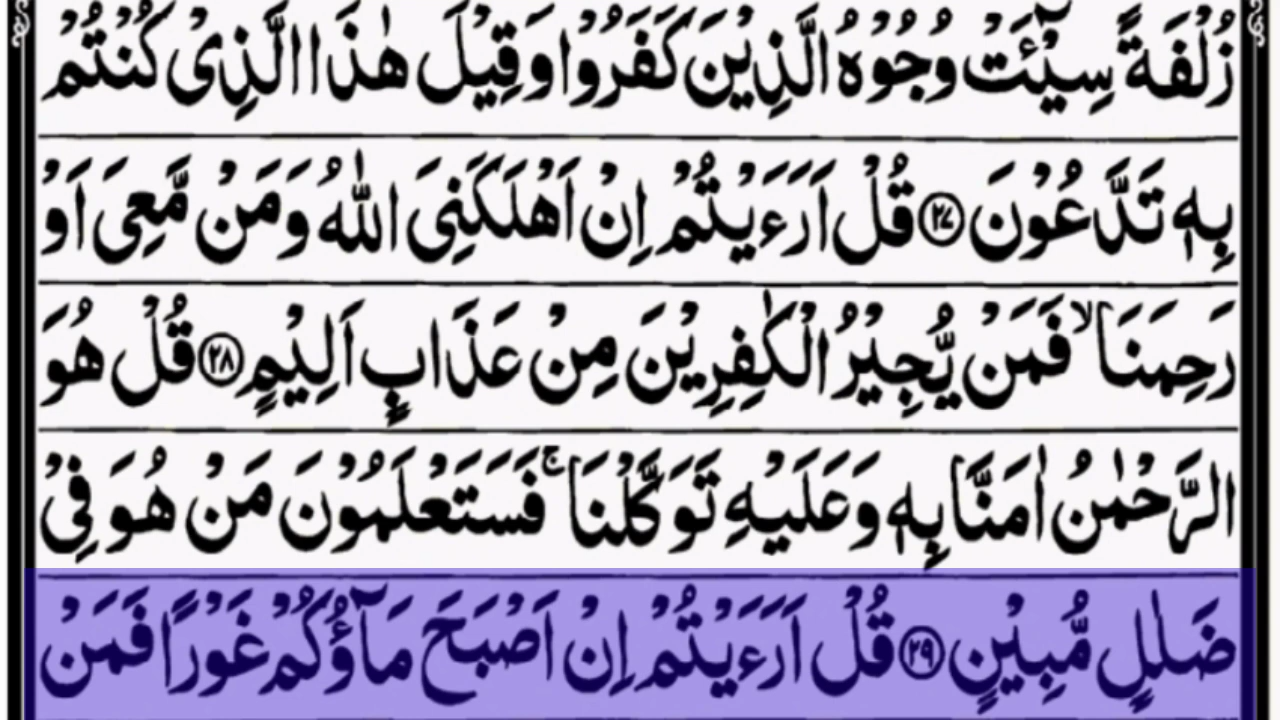 زُلْفَةً سِیْٓـَٔتْ وُجُوْهُ الَّذِیْنَ كَفَرُوْا وَقِیْلَ هٰذَا الَّذِیْ كُنْتُمْ
بِهٖ تَدَّعُوْنَ ﴿۲۷﴾ قُلْ اَرَءَیْتُمْ اِنْ اَهْلَكَنِیَ اللّٰهُ وَمَنْ مَّعِیَ اَوْ
رَحِمَنَا ۙ فَمَنْ یُّجِیْرُ الْكٰفِرِیْنَ مِنْ عَذَابٍ اَلِیْمٍ ﴿۲۸﴾ قُلْ هُوَ
الرَّحْمٰنُ اٰمَنَّا بِهٖ وَعَلَیْهِ تَوَكَّلْنَا ۚ فَسَتَعْلَمُوْنَ مَنْ هُوَ فِیْ
ضَلٰلٍ مُّبِیْنٍ ﴿۲۹﴾ قُلْ اَرَءَیْتُمْ اِنْ اَصْبَحَ مَآؤُكُمْ غَوْرًا فَمَنْ